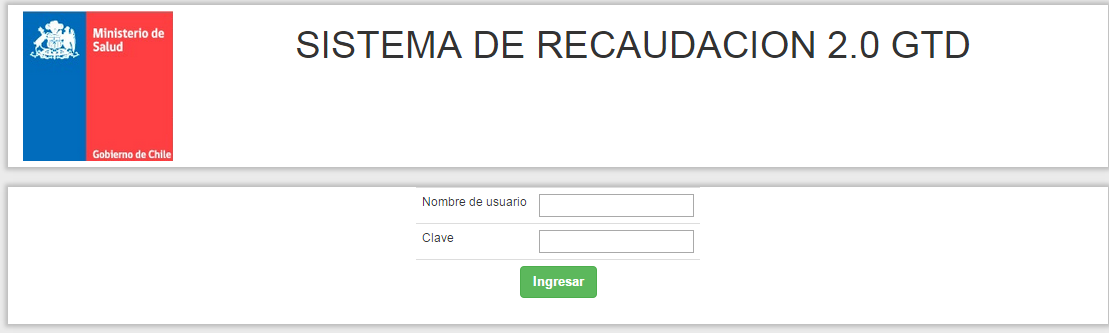 Ministerio de
Salud
Gobierno de Chile
SISTEMA DE RECAUDACION 2.0 GTD
Nombre de usuario
Clave
Ingresar